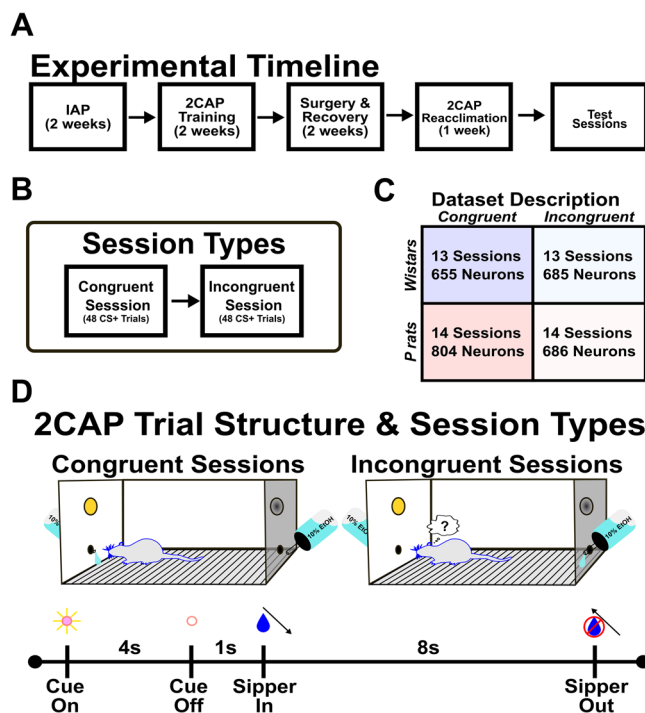 A
Experimental Timeline
IAP
(2 weeks)
2CAP
Training
(2 weeks)
Surgery &
Recovery
(2 weeks)
2CAP
Reacclimation
(1 week)
Test
Sessions
B
Session Types
Congruent
Sesssion
(48 CS+ Trials)
Incongruent
Session
(48 CS+ Trials)
C
Dataset Description
Congruent
Incongruent
Wistars
13 Sessions
655 Neurons
13 Sessions
685 Neurons
P rats
14 Sessions
804 Neurons
14 Sessions
686 Neurons
D
2CAP Trial Structure & Session Types
Congruent Sessions
Incongruent Sessions
10%
10% EtOH
10% EtOH
?
10% EtOH
4s
1s
8s
Cue
On
Cue
Off
Sipper
In
Sipper
Out